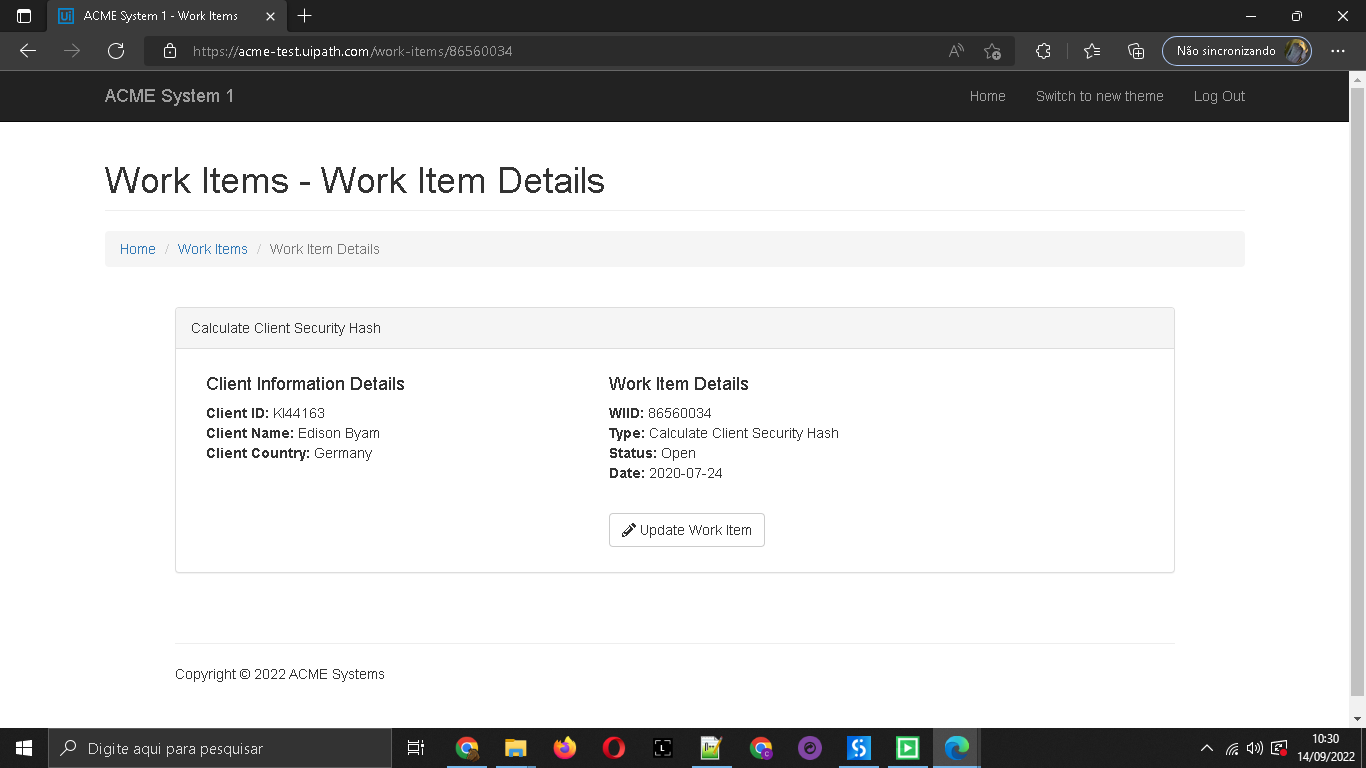 ACME System 1 - Work Items
https://acme-test.uipath.com/work-items/86560034
Não sincronizando
ACME System 1
Home
Switch to new theme
Log Out
Work Items - Work Item Details
Home / Work Items / Work Item Details
Calculate Client Security Hash
Client Information Details
Client ID: KI44163
Client Name: Edison Byam
Client Country: Germany
Work Item Details
WIID: 86560034
Type: Calculate Client Security Hash
Status: Open
Date: 2020-07-24
Update Work Item
Copyright © 2022 ACME Systems
Digite aqui para pesquisar
10:30
14/09/2022